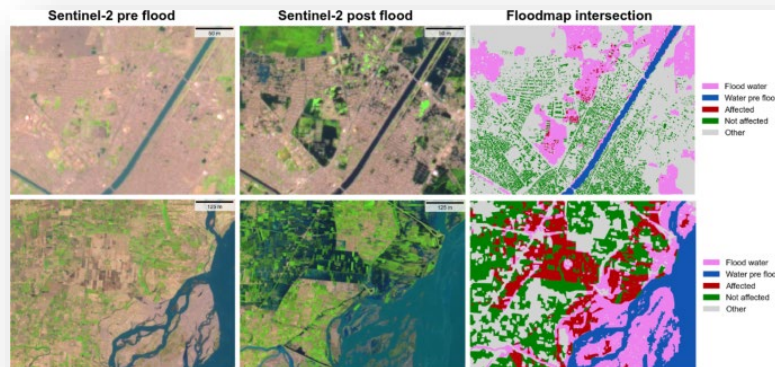 Sentinel-2 pre flood
Sentinel-2 post flood
Floodmap intersection
Flood water
Water pre floo
Affected
Not affected
Other
125 m
Flood water
Water pre floo
Affected
Not affected
Other